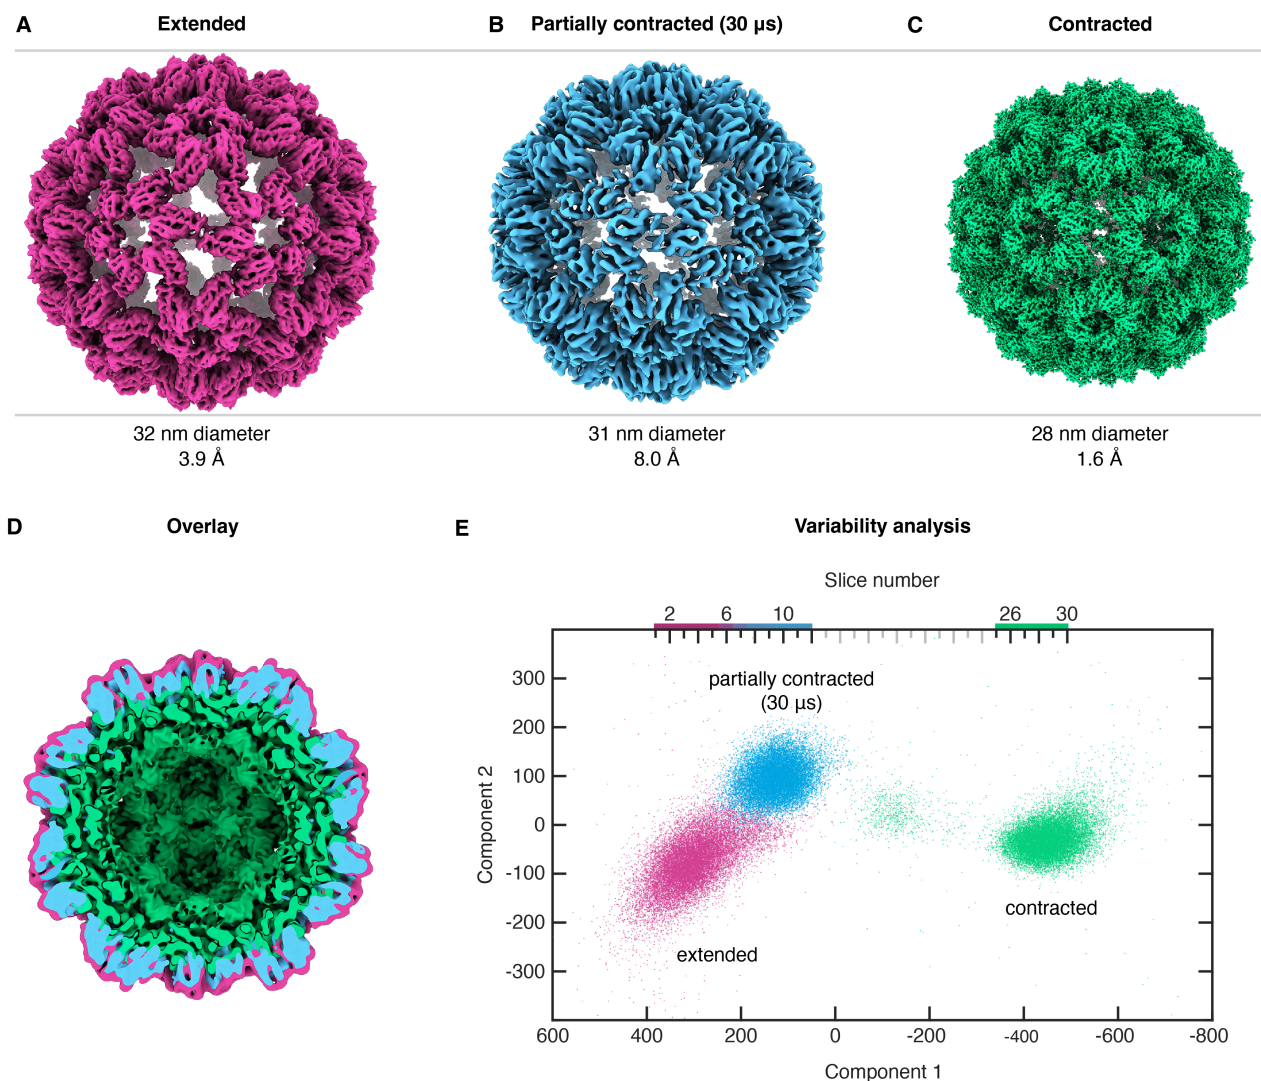 A Extended
B Partially contracted (30 µs)
C Contracted
32 nm diameter
3.9 Å
31 nm diameter
8.0 Å
28 nm diameter
1.6 Å
D Overlay
E Variability analysis
Slice number
2 6 10 26 30
partially contracted
(30 µs)
300
200
100
0
-100
-200
-300
Component 2
contracted
extended
600 400 200 0 -200 -400 -600 -800
Component 1